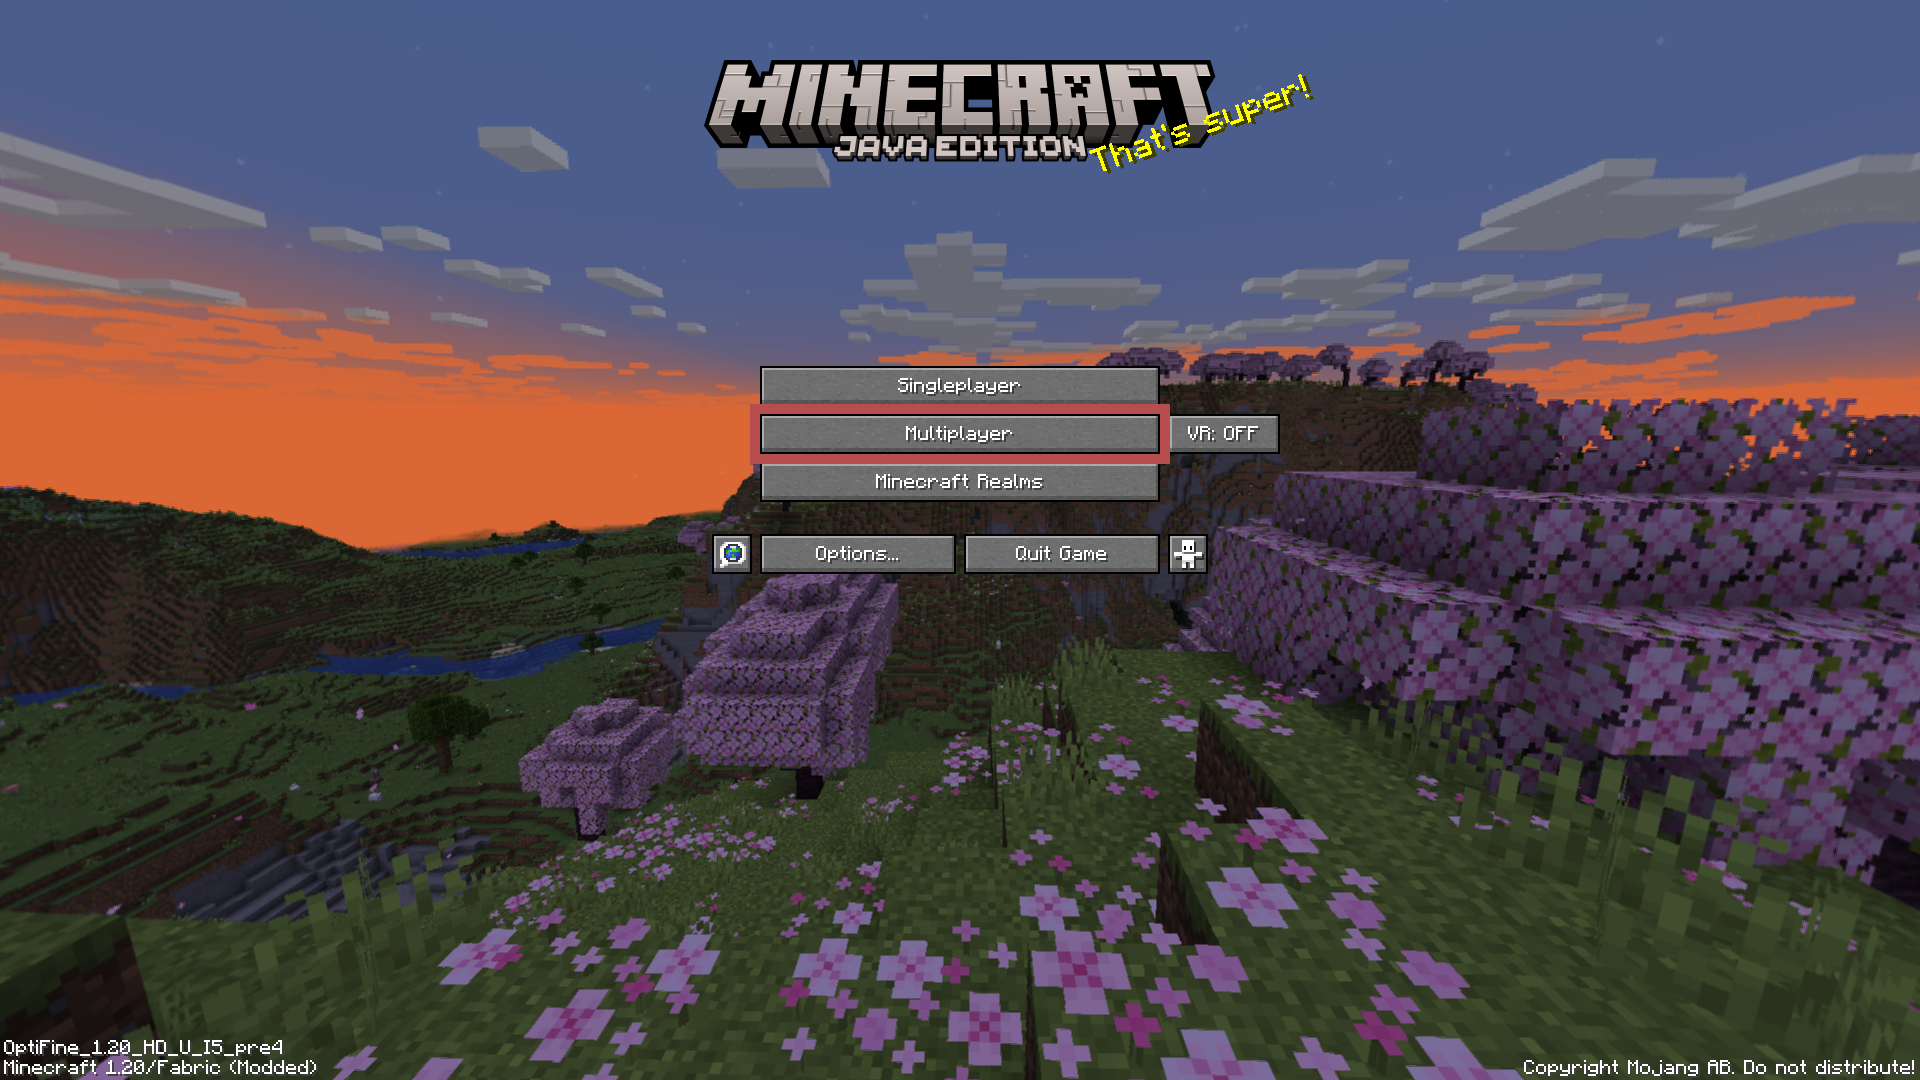 MINECRAFT
JAVA EDITION
That's super!
Singleplayer
Multiplayer
VR: OFF
Minecraft Realms
Options...
Quit Game
OptiFine_1.20_HD_U_I5_pre4
Minecraft 1.20/Fabric (Modded)
Copyright Mojang AB. Do not distribute!